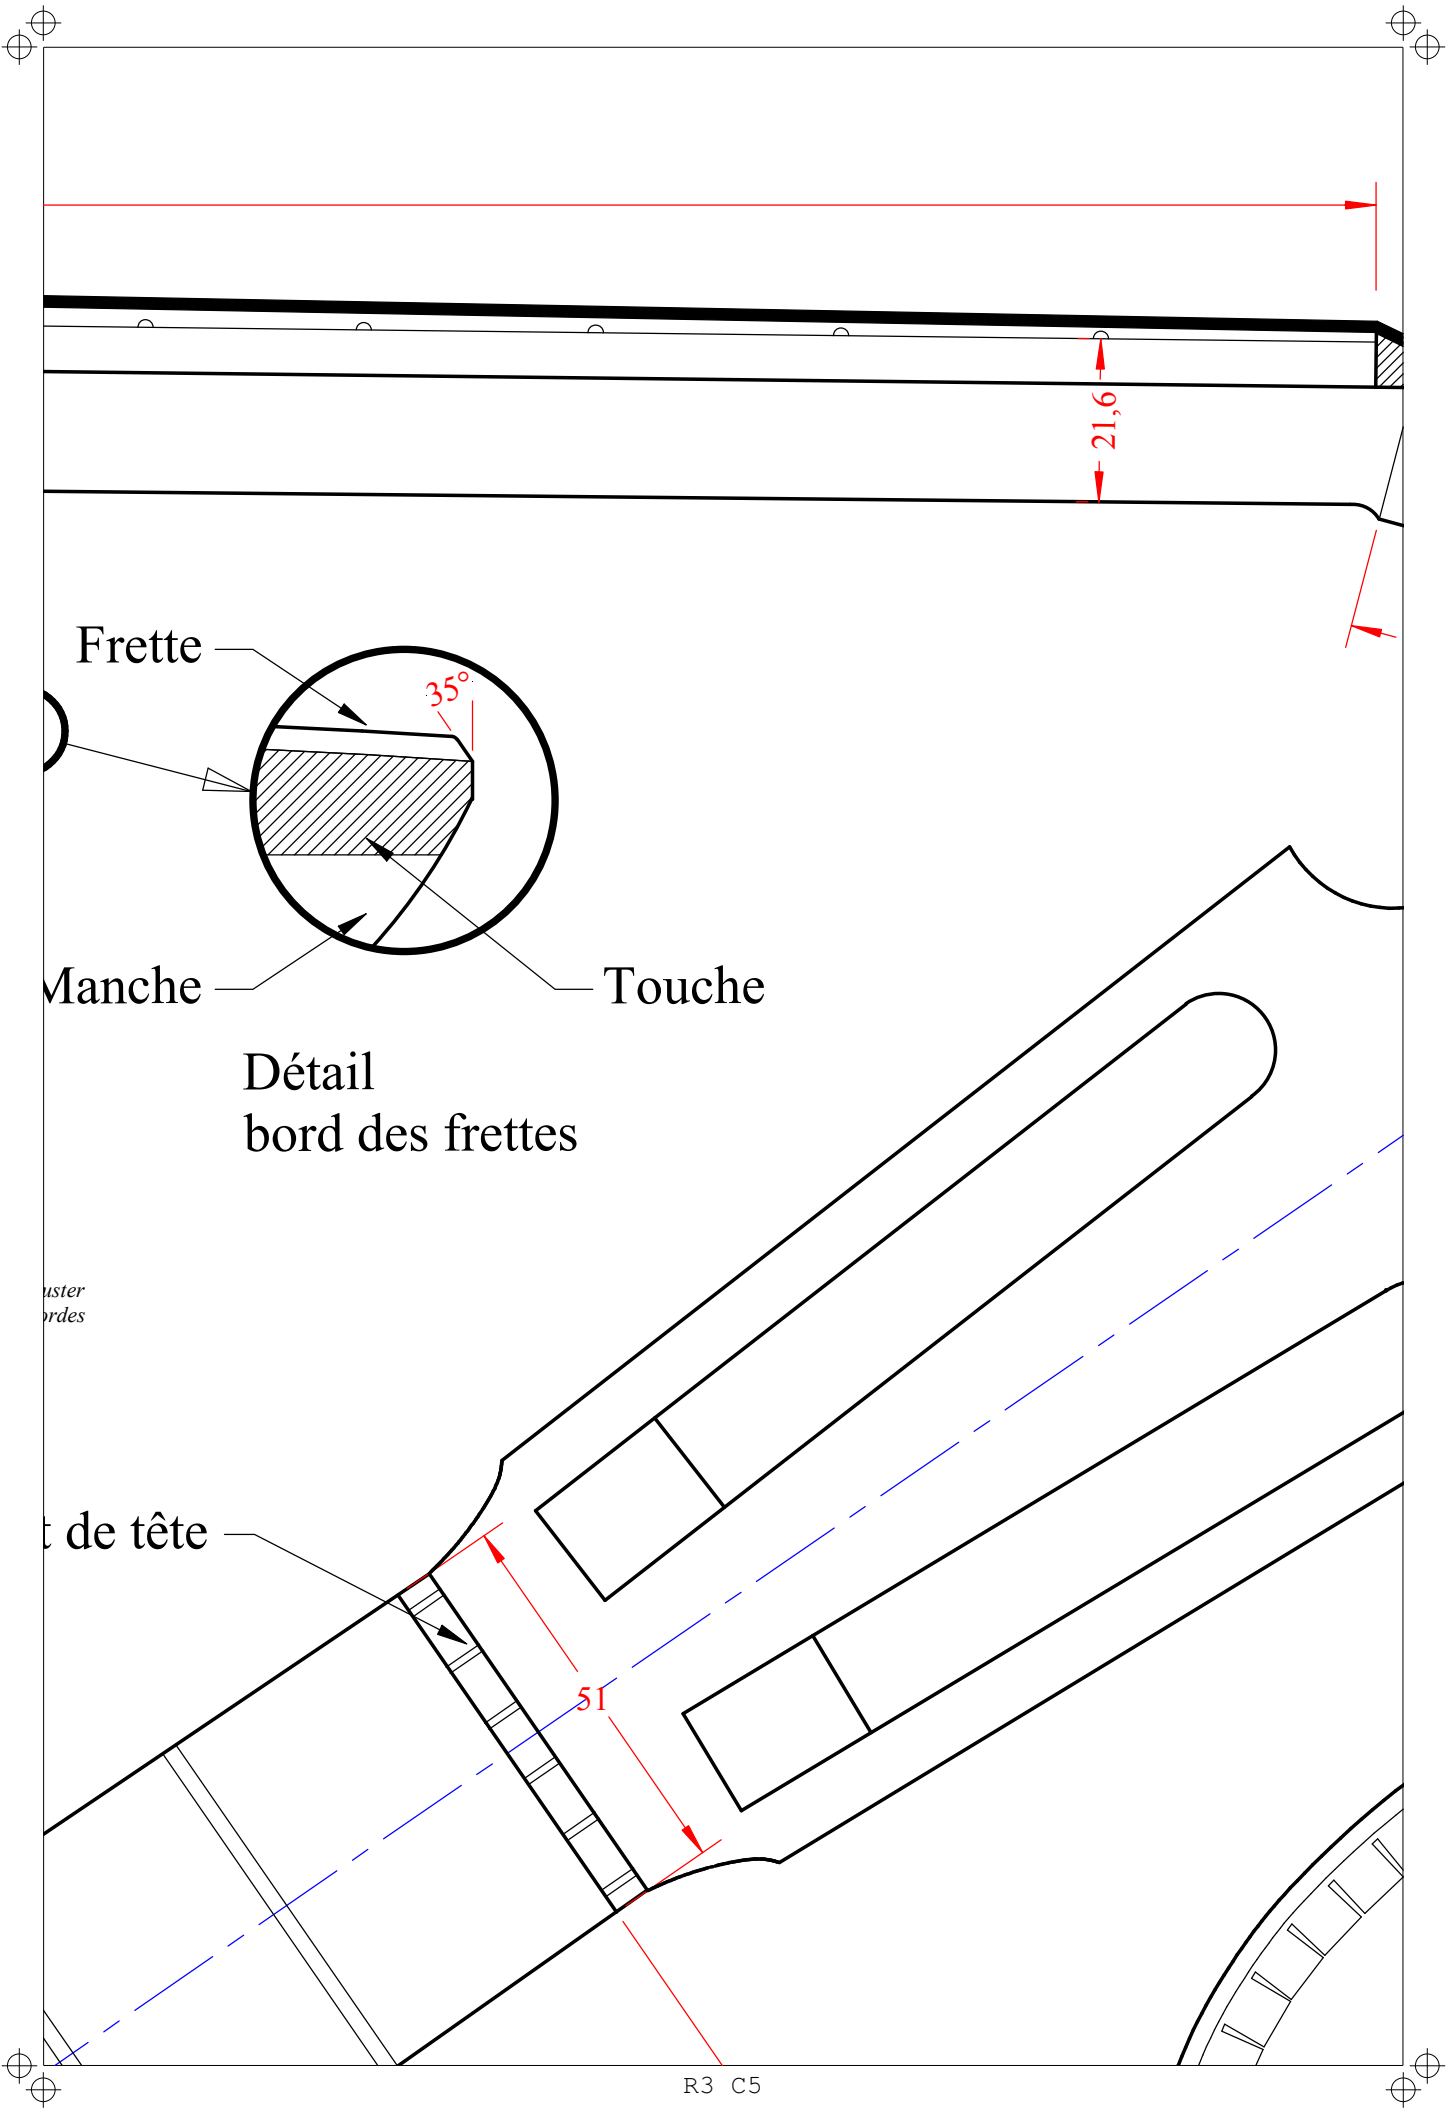 21,6
Frette
35°
Manche
Touche
Détail
bord des frettes
de tête
51
R3 C5